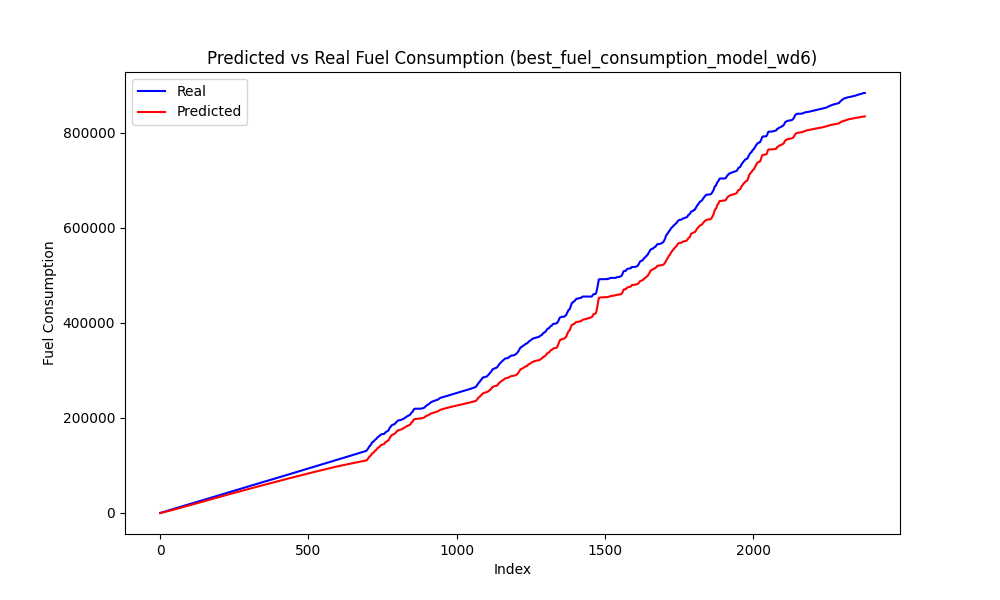 Predicted vs Real Fuel Consumption (best_fuel_consumption_model_wd6)
Real
Predicted
800000
600000
400000
200000
0
Fuel Consumption
0
500
1000
1500
2000
Index